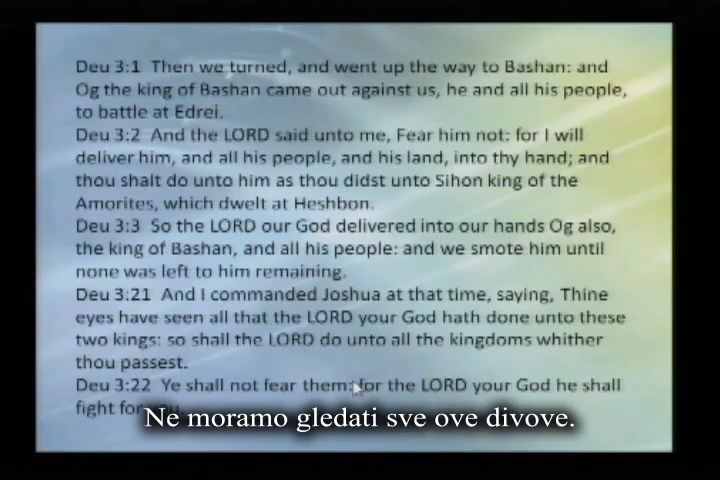 Deu 3:1 Then we turned, and went up the way to Bashan: and
Og the king of Bashan came out against us, he and all his people,
to battle at Edrei.
Deu 3:2 And the LORD said unto me, Fear him not: for I will
deliver him, and all his people, and his land, into thy hand; and
thou shalt do unto him as thou didst unto Sihon king of the
Amorites, which dwelt at Heshbon.
Deu 3:3 So the LORD our God delivered into our hands Og also,
the king of Bashan, and all his people: and we smote him until
none was left to him remaining.
Deu 3:21 And I commanded Joshua at that time, saying, Thine
eyes have seen all that the LORD your God hath done unto these
two kings: so shall the LORD do unto all the kingdoms whither
thou passest.
Deu 3:22 Ye shall not fear them: for the LORD your God he shall
fight for
Ne moramo gledati sve ove divove.